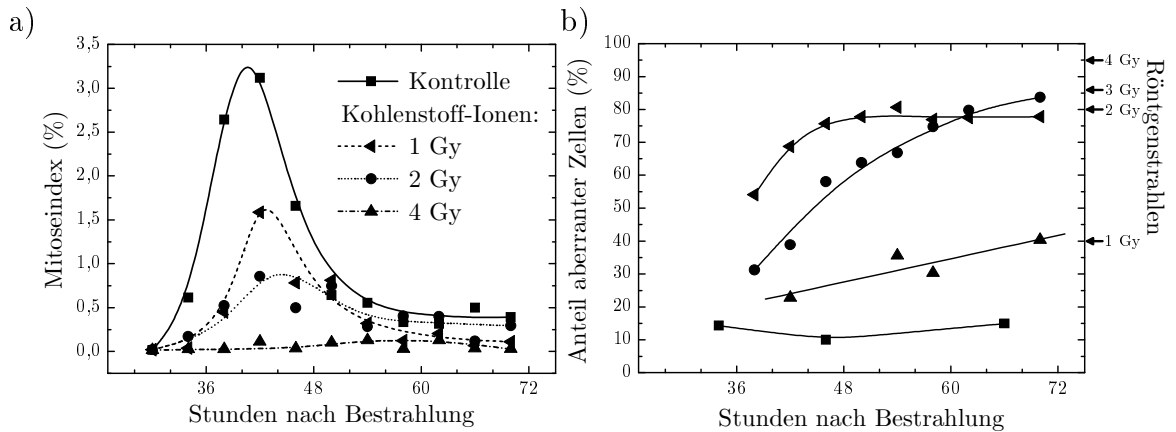 a)
3,5
3,0
2,5
2,0
1,5
1,0
0,5
0,0
Mitoseindex (%)
36 48 60 72
Stunden nach Bestrahlung
Kontrolle
Kohlenstoff-Ionen:
1 Gy
2 Gy
4 Gy
b)
100
90
80
70
60
50
40
30
20
10
0
Anteil aberranter Zellen (%)
36 48 60 72
Stunden nach Bestrahlung
4 Gy
3 Gy
2 Gy
1 Gy
Röntgenstrahlen